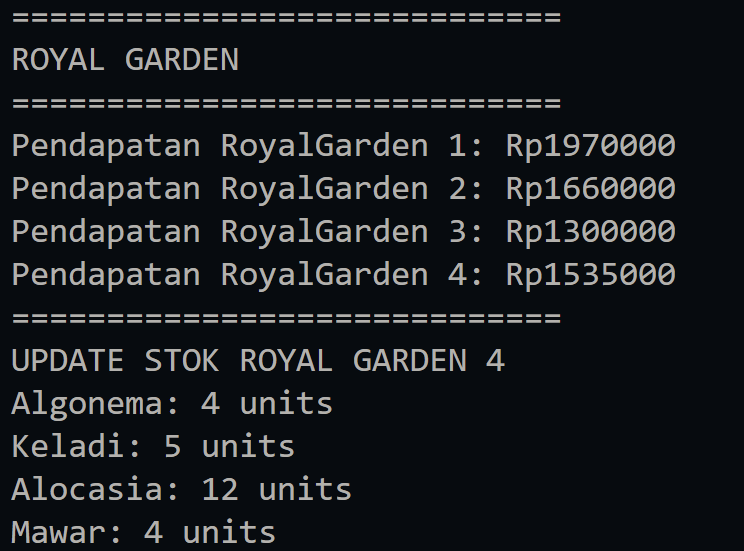 =============================
ROYAL GARDEN
=============================
Pendapatan RoyalGarden 1: Rp1970000
Pendapatan RoyalGarden 2: Rp1660000
Pendapatan RoyalGarden 3: Rp1300000
Pendapatan RoyalGarden 4: Rp1535000
=============================
UPDATE STOK ROYAL GARDEN 4
Algonema: 4 units
Keladi: 5 units
Alocasia: 12 units
Mawar: 4 units